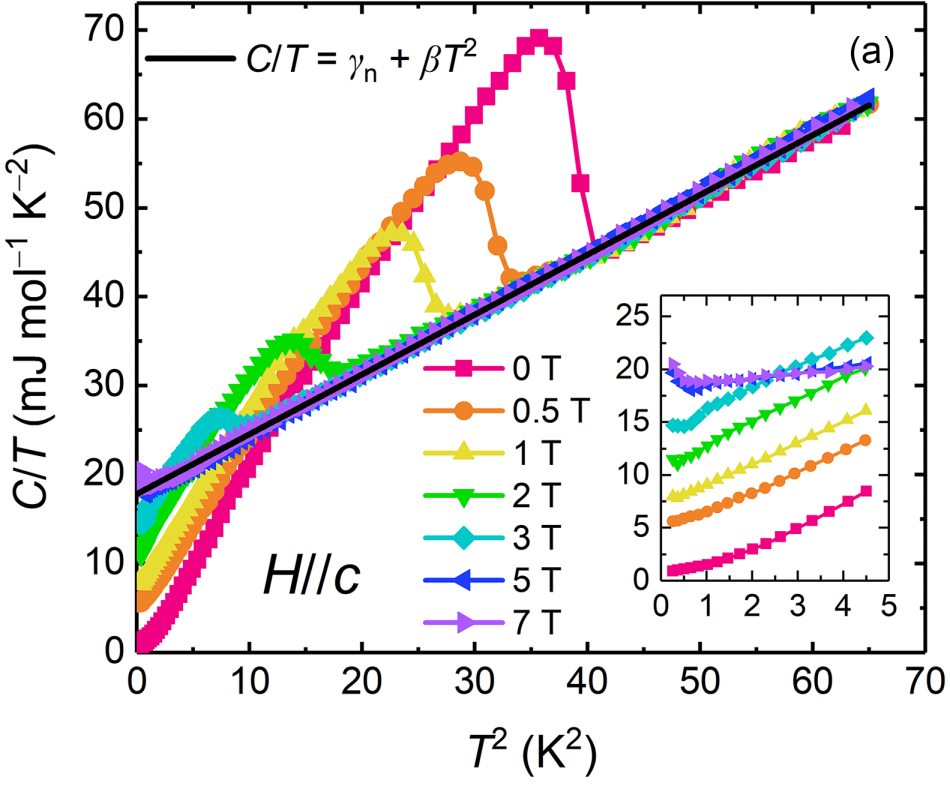 (a)
C/T = γn + βT²
C/T (mJ mol⁻¹ K⁻²)
70
60
50
40
30
20
10
0
0 T
0.5 T
1 T
2 T
3 T
5 T
7 T
H//c
25
20
15
10
5
0
0 1 2 3 4 5
0 10 20 30 40 50 60 70
T² (K²)